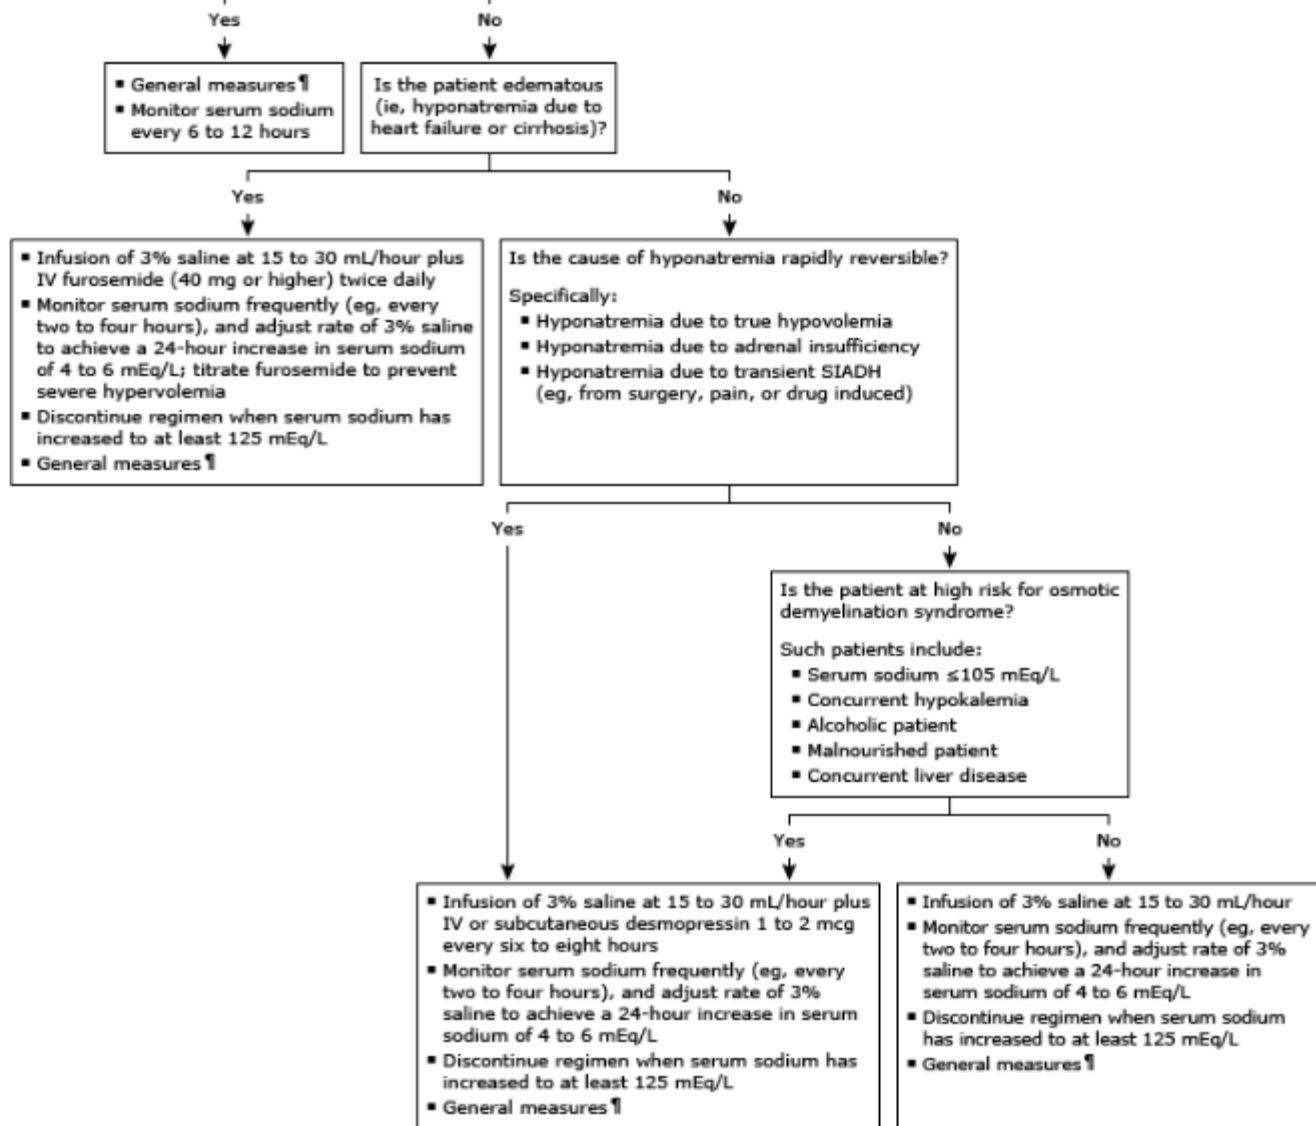 Yes
No
▪ General measures¶
▪ Monitor serum sodium
every 6 to 12 hours
Is the patient edematous
(ie, hyponatremia due to
heart failure or cirrhosis)?
Yes
No
▪ Infusion of 3% saline at 15 to 30 mL/hour plus
IV furosemide (40 mg or higher) twice daily
▪ Monitor serum sodium frequently (eg, every
two to four hours), and adjust rate of 3% saline
to achieve a 24-hour increase in serum sodium
of 4 to 6 mEq/L; titrate furosemide to prevent
severe hypervolemia
▪ Discontinue regimen when serum sodium has
increased to at least 125 mEq/L
▪ General measures¶
Is the cause of hyponatremia rapidly reversible?
Specifically:
▪ Hyponatremia due to true hypovolemia
▪ Hyponatremia due to adrenal insufficiency
▪ Hyponatremia due to transient SIADH
(eg, from surgery, pain, or drug induced)
Yes
No
Is the patient at high risk for osmotic
demyelination syndrome?
Such patients include:
▪ Serum sodium ≤105 mEq/L
▪ Concurrent hypokalemia
▪ Alcoholic patient
▪ Malnourished patient
▪ Concurrent liver disease
Yes
No
▪ Infusion of 3% saline at 15 to 30 mL/hour plus
IV or subcutaneous desmopressin 1 to 2 mcg
every six to eight hours
▪ Monitor serum sodium frequently (eg, every
two to four hours), and adjust rate of 3%
saline to achieve a 24-hour increase in serum
sodium of 4 to 6 mEq/L
▪ Discontinue regimen when serum sodium has
increased to at least 125 mEq/L
▪ General measures¶
▪ Infusion of 3% saline at 15 to 30 mL/hour
▪ Monitor serum sodium frequently (eg, every
two to four hours), and adjust rate of 3%
saline to achieve a 24-hour increase in
serum sodium of 4 to 6 mEq/L
▪ Discontinue regimen when serum sodium
has increased to at least 125 mEq/L
▪ General measures¶